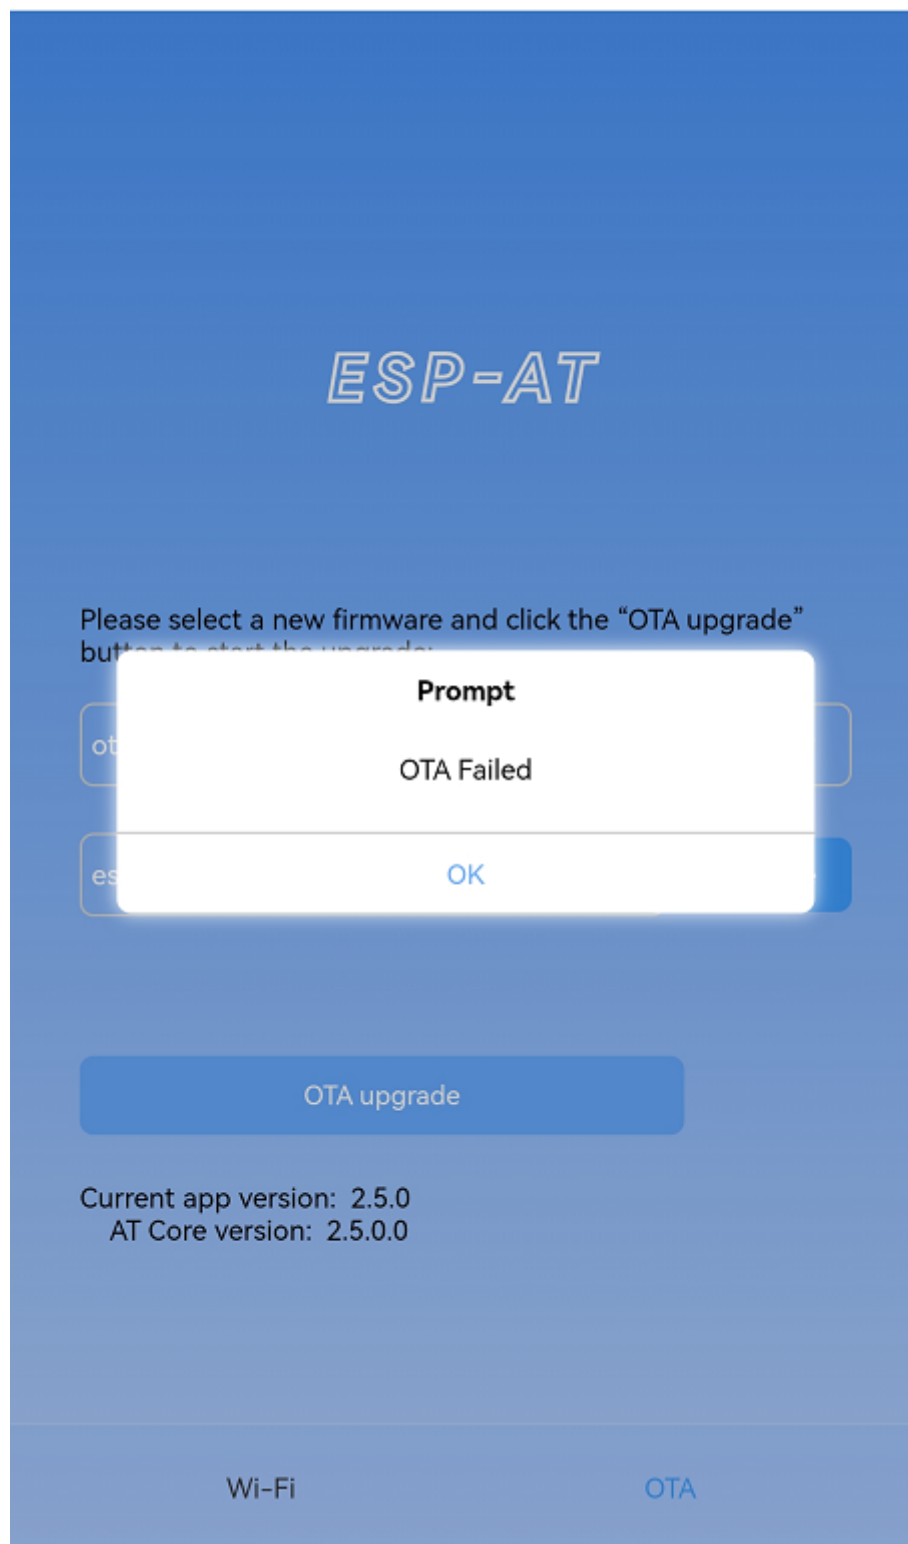 ESP-AT
Please select a new firmware and click the “OTA upgrade”
Prompt
OTA Failed
OK
OTA upgrade
Current app version: 2.5.0
AT Core version: 2.5.0.0
Wi-Fi
OTA